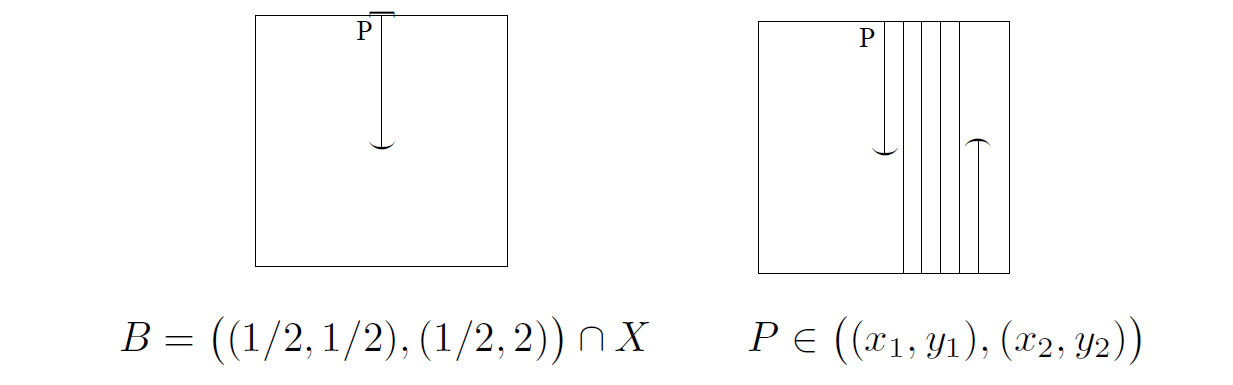 P
P
B = ((1/2, 1/2), (1/2, 2)) ∩ X
P ∈ ((x₁, y₁), (x₂, y₂))